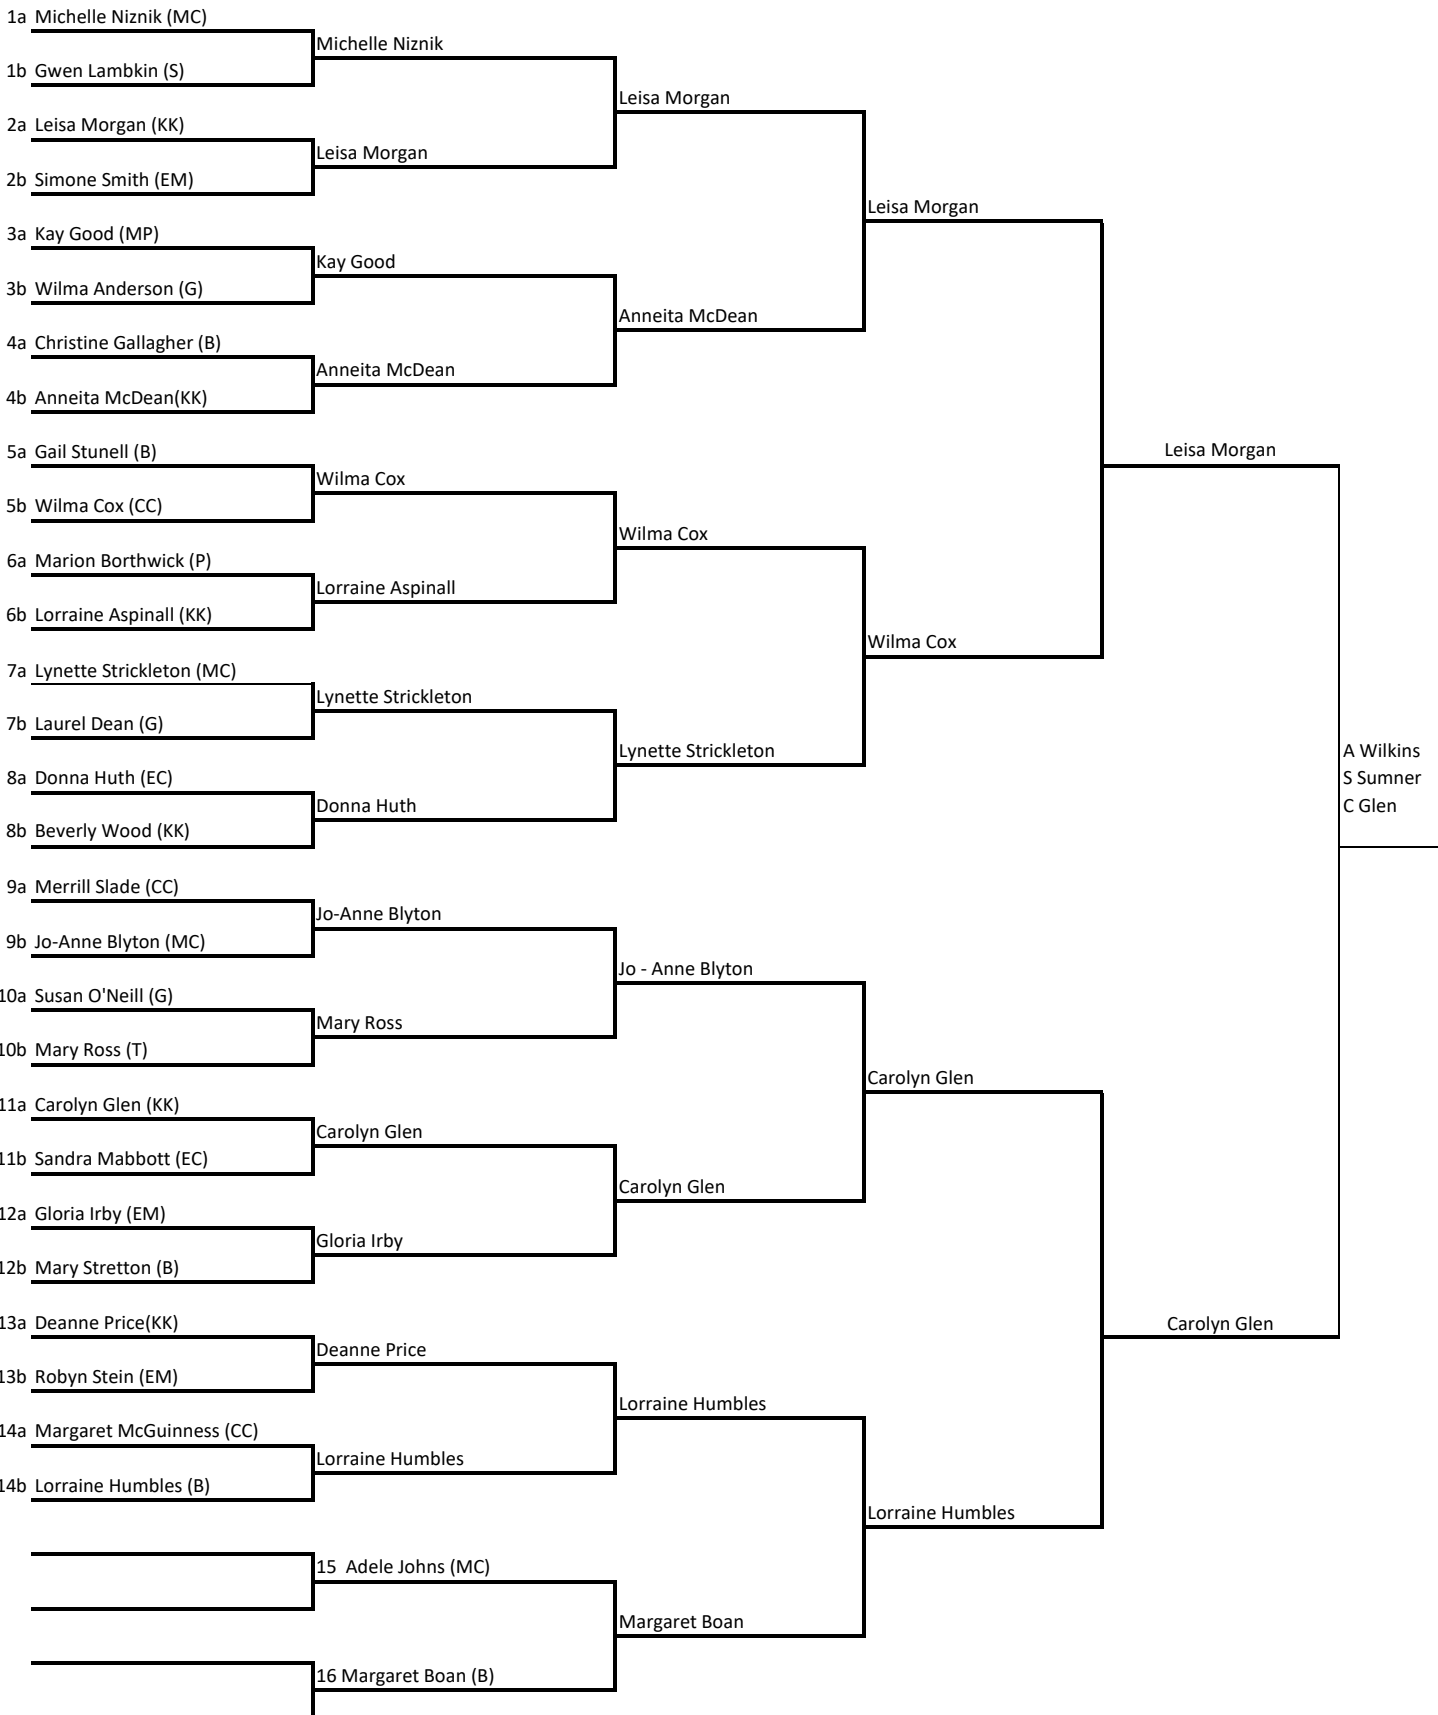 1a Michelle Niznik (MC)
Michelle Niznik
1b Gwen Lambkin (S)
Leisa Morgan
2a Leisa Morgan (KK)
Leisa Morgan
2b Simone Smith (EM)
Leisa Morgan
3a Kay Good (MP)
Kay Good
3b Wilma Anderson (G)
Anneita McDean
4a Christine Gallagher (B)
Anneita McDean
4b Anneita McDean(KK)
Leisa Morgan
5a Gail Stunell (B)
Wilma Cox
5b Wilma Cox (CC)
Wilma Cox
6a Marion Borthwick (P)
Lorraine Aspinall
6b Lorraine Aspinall (KK)
Wilma Cox
7a Lynette Strickleton (MC)
Lynette Strickleton
7b Laurel Dean (G)
Lynette Strickleton
8a Donna Huth (EC)
Donna Huth
8b Beverly Wood (KK)
A Wilkins
S Sumner
C Glen
9a Merrill Slade (CC)
Jo-Anne Blyton
9b Jo-Anne Blyton (MC)
Jo - Anne Blyton
10a Susan O'Neill (G)
Mary Ross
10b Mary Ross (T)
Carolyn Glen
11a Carolyn Glen (KK)
Carolyn Glen
11b Sandra Mabbott (EC)
Carolyn Glen
12a Gloria Irby (EM)
Gloria Irby
12b Mary Stretton (B)
Carolyn Glen
13a Deanne Price(KK)
Deanne Price
13b Robyn Stein (EM)
Lorraine Humbles
14a Margaret McGuinness (CC)
Lorraine Humbles
14b Lorraine Humbles (B)
Lorraine Humbles
15 Adele Johns (MC)
Margaret Boan
16 Margaret Boan (B)